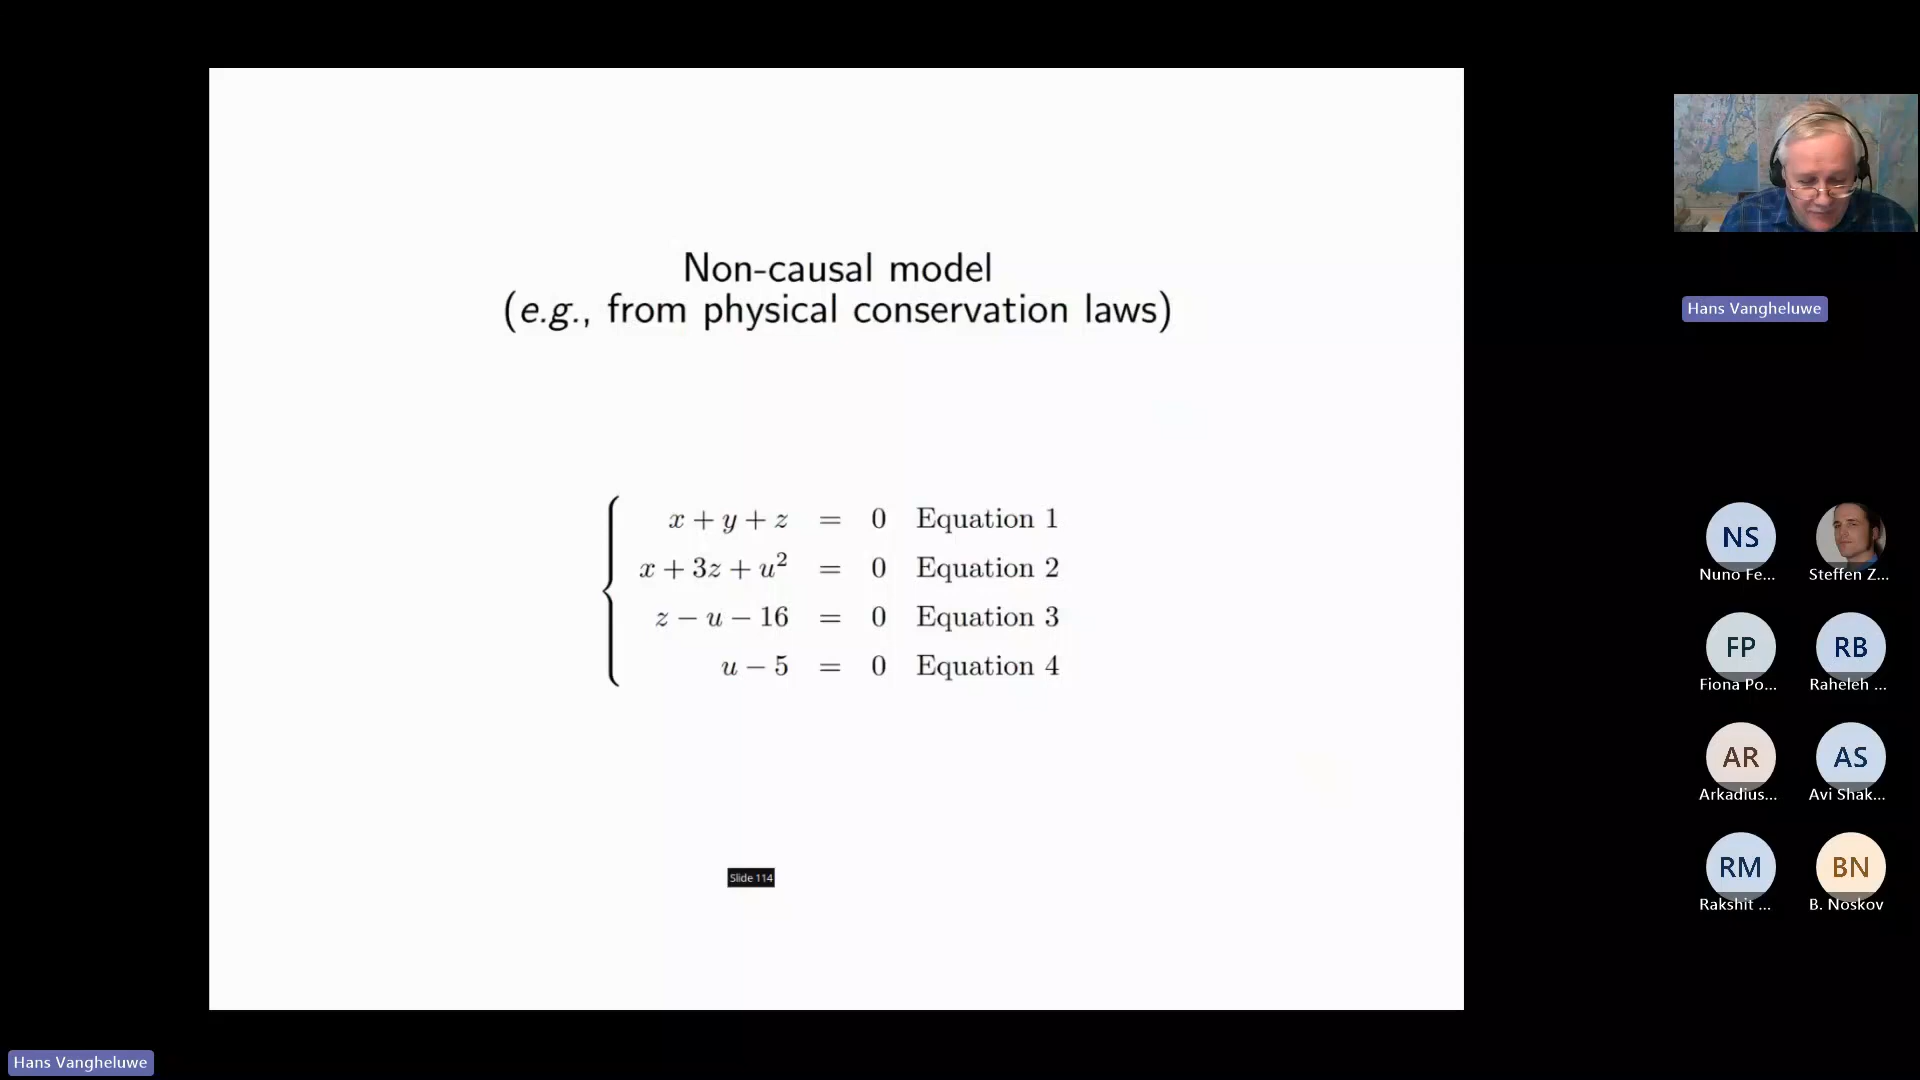 Non-causal model
(e.g., from physical conservation laws)
x + y + z = 0 Equation 1
x + 3z + u² = 0 Equation 2
z − u − 16 = 0 Equation 3
u − 5 = 0 Equation 4
Slide 114
Hans Vangheluwe
NS
Nuno Fe...
Steffen Z...
FP
Fiona Po...
RB
Raheleh ...
AR
Arkadius...
AS
Avi Shak...
RM
Rakshit ...
BN
B. Noskov
Hans Vangheluwe